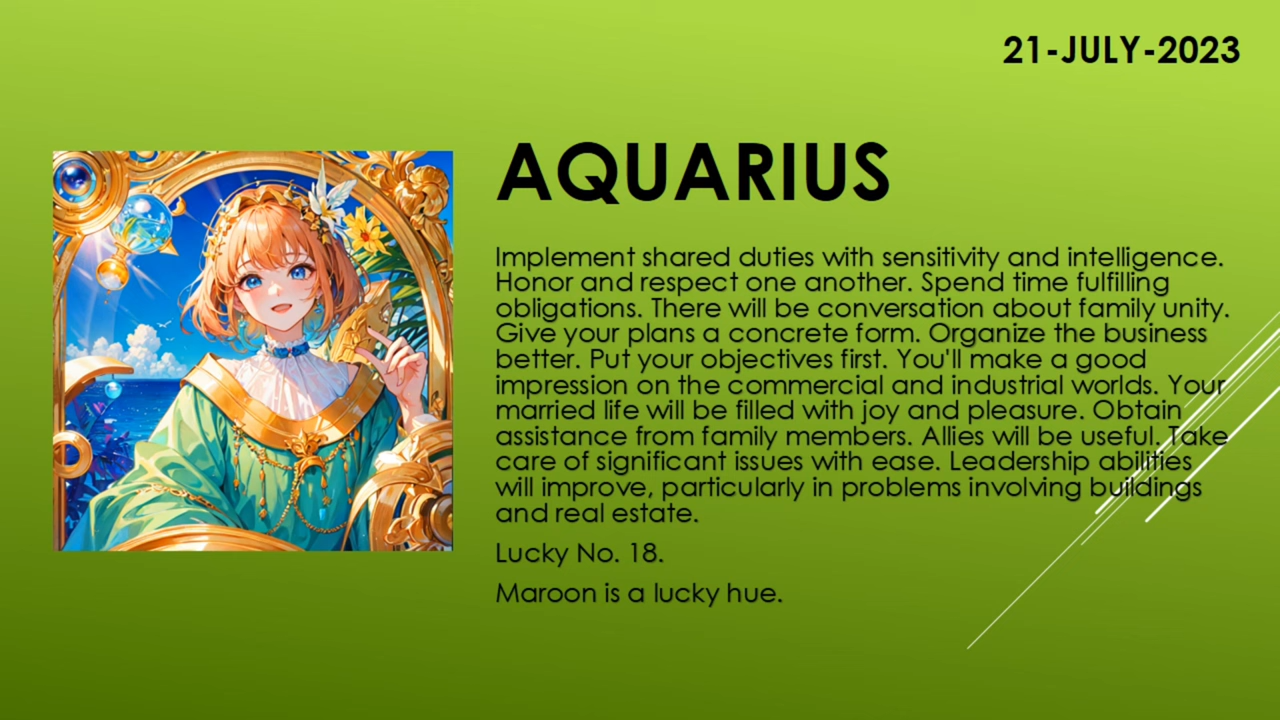 21-JULY-2023
AQUARIUS
Implement shared duties with sensitivity and intelligence.
Honor and respect one another. Spend time fulfilling
obligations. There will be conversation about family unity.
Give your plans a concrete form. Organize the business
better. Put your objectives first. You'll make a good
impression on the commercial and industrial worlds. Your
married life will be filled with joy and pleasure. Obtain
assistance from family members. Allies will be useful. Take
care of significant issues with ease. Leadership abilities
will improve, particularly in problems involving buildings
and real estate.
Lucky No. 18.
Maroon is a lucky hue.